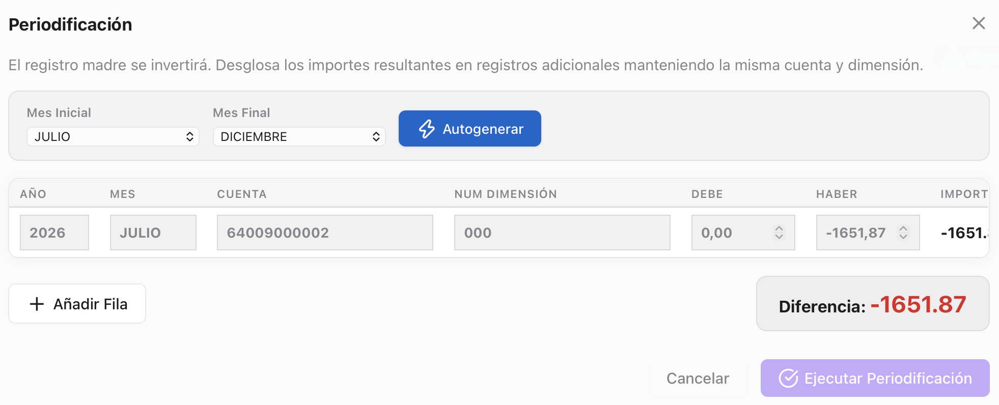 Periodificación
El registro madre se invertirá. Desglosa los importes resultantes en registros adicionales manteniendo la misma cuenta y dimensión.
Mes Inicial Mes Final
JULIO DICIEMBRE Autogenerar
AÑO MES CUENTA NUM DIMENSIÓN DEBE HABER IMPORT
2026 JULIO 64009000002 000 0,00 -1651,87 -1651.
Añadir Fila Diferencia: -1651.87
Cancelar Ejecutar Periodificación